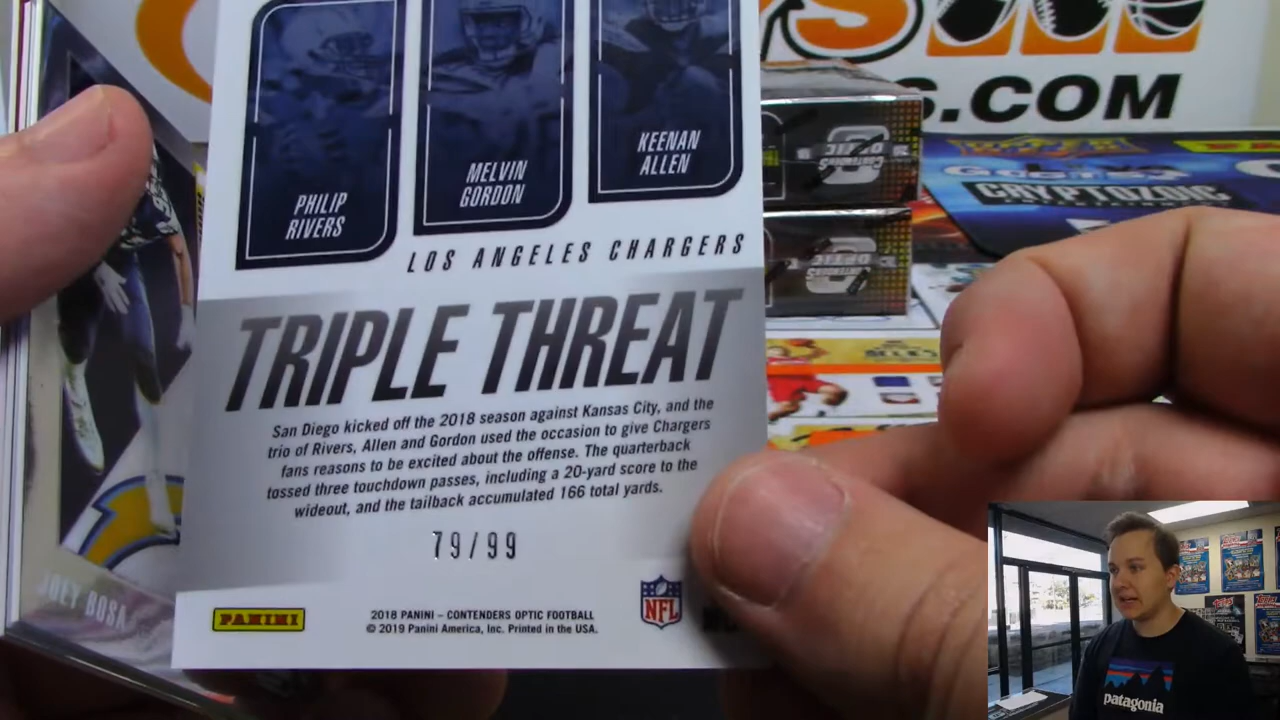 S.COM
KEENAN
ALLEN
MELVIN
GORDON
PHILIP
RIVERS
LOS ANGELES CHARGERS
CRYPTOZOIC
TRIPLE THREAT
San Diego kicked off the 2018 season against Kansas City, and the
trio of Rivers, Allen and Gordon used the occasion to give Chargers
fans reasons to be excited about the offense. The quarterback
tossed three touchdown passes, including a 20-yard score to the
wideout, and the tailback accumulated 166 total yards.
79/99
JOEY BOSA
PANINI
2018 PANINI – CONTENDERS OPTIC FOOTBALL
© 2019 Panini America, Inc. Printed in the USA.
NFL
patagonia